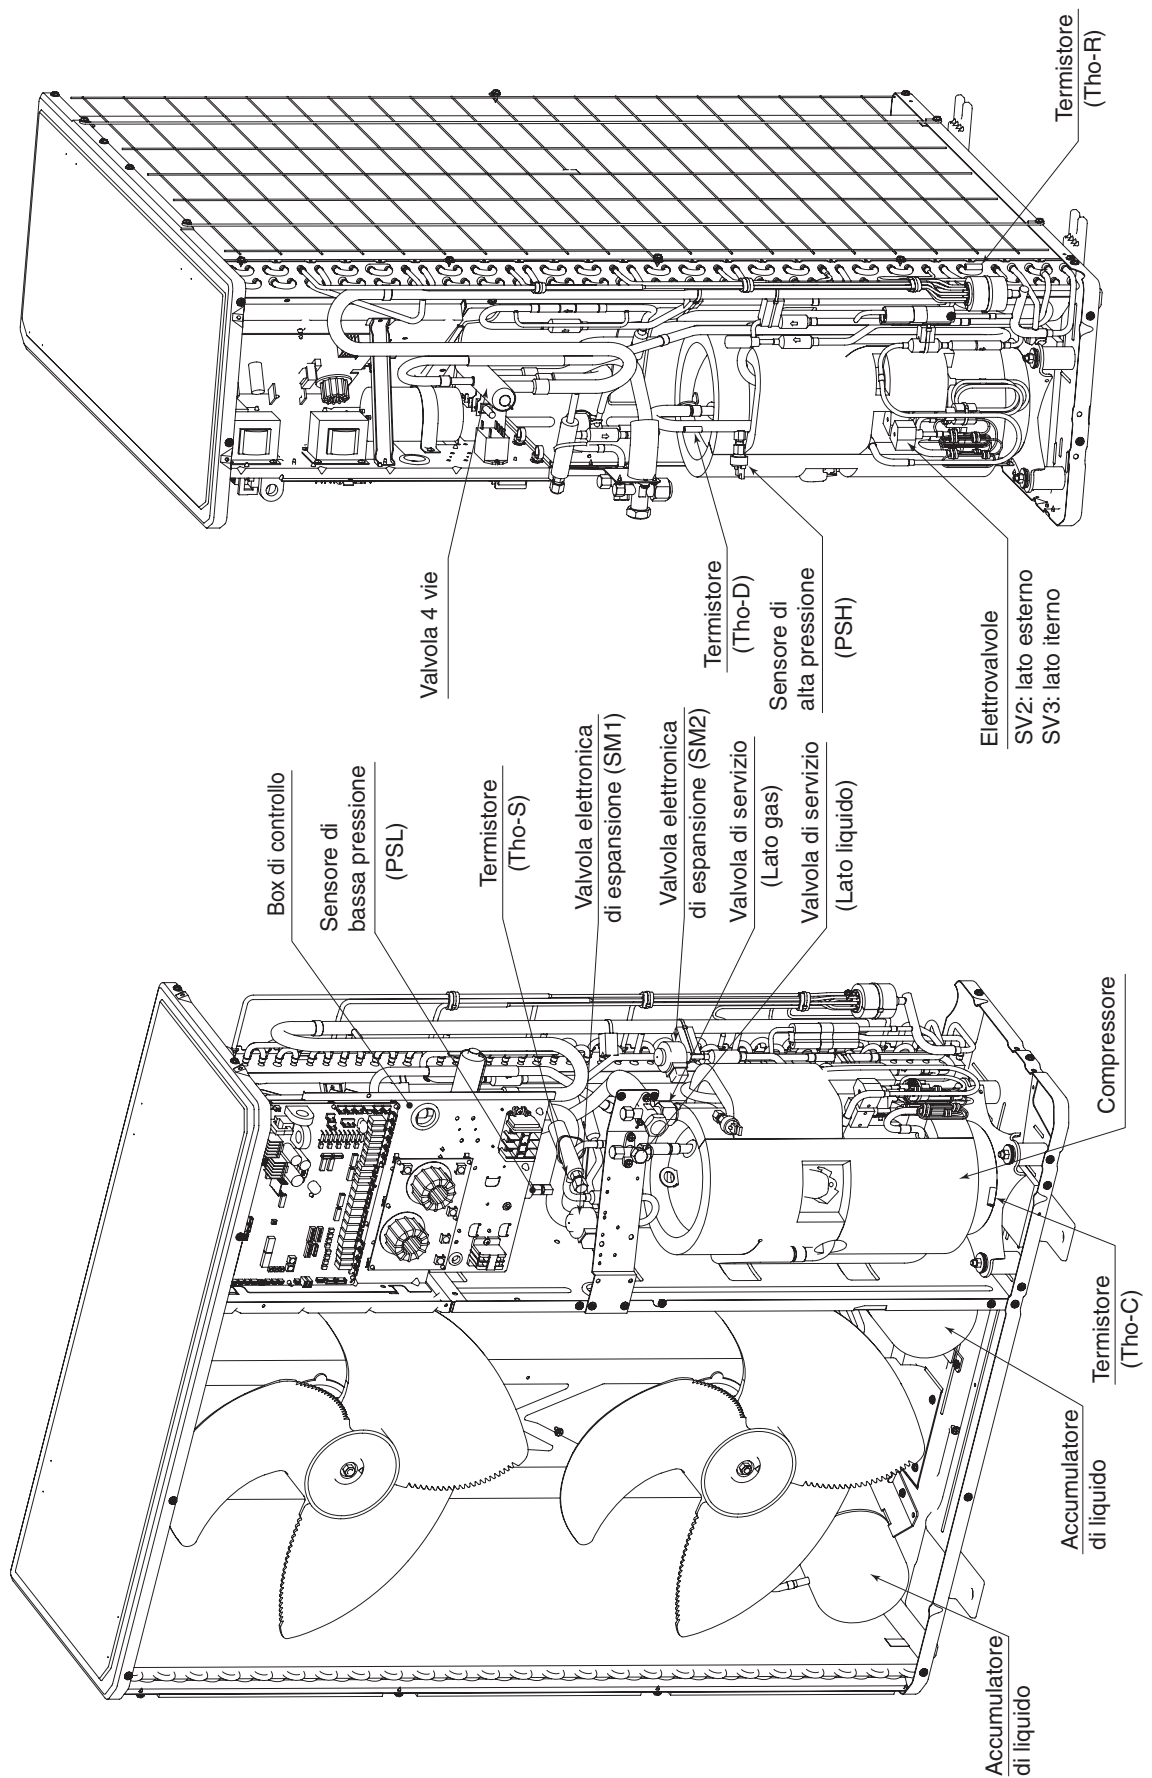 Box di controllo
Sensore di
bassa pressione
(PSL)
Termistore
(Tho-S)
Valvola elettronica
di espansione (SM1)
Valvola elettronica
di espansione (SM2)
Valvola di servizio
(Lato gas)
Valvola di servizio
(Lato liquido)
Compressore
Termistore
(Tho-C)
Accumulatore
di liquido
Accumulatore
di liquido
Valvola 4 vie
Termistore
(Tho-D)
Sensore di
alta pressione
(PSH)
Elettrovalvole
SV2: lato esterno
SV3: lato iterno
Termistore
(Tho-R)